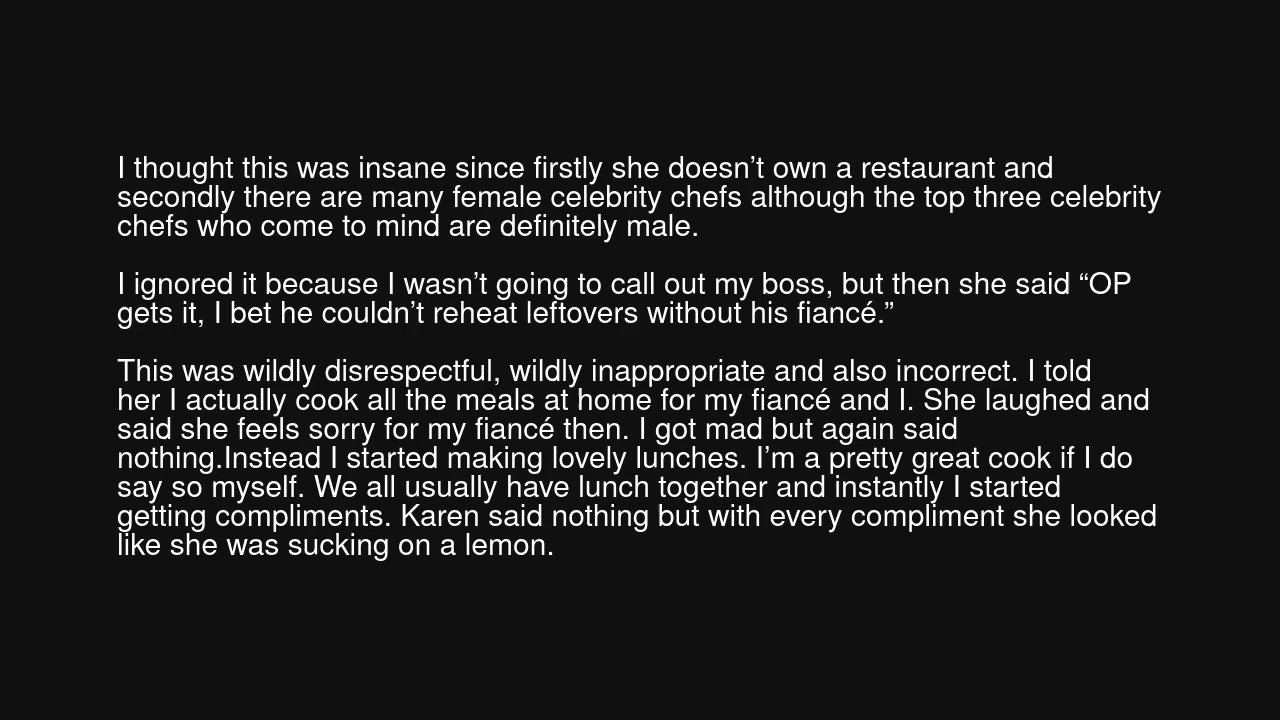 I thought this was insane since firstly she doesn’t own a restaurant and
secondly there are many female celebrity chefs although the top three celebrity
chefs who come to mind are definitely male.
I ignored it because I wasn’t going to call out my boss, but then she said “OP
gets it, I bet he couldn’t reheat leftovers without his fiancé.”
This was wildly disrespectful, wildly inappropriate and also incorrect. I told
her I actually cook all the meals at home for my fiancé and I. She laughed and
said she feels sorry for my fiancé then. I got mad but again said
nothing.Instead I started making lovely lunches. I’m a pretty great cook if I do
say so myself. We all usually have lunch together and instantly I started
getting compliments. Karen said nothing but with every compliment she looked
like she was sucking on a lemon.